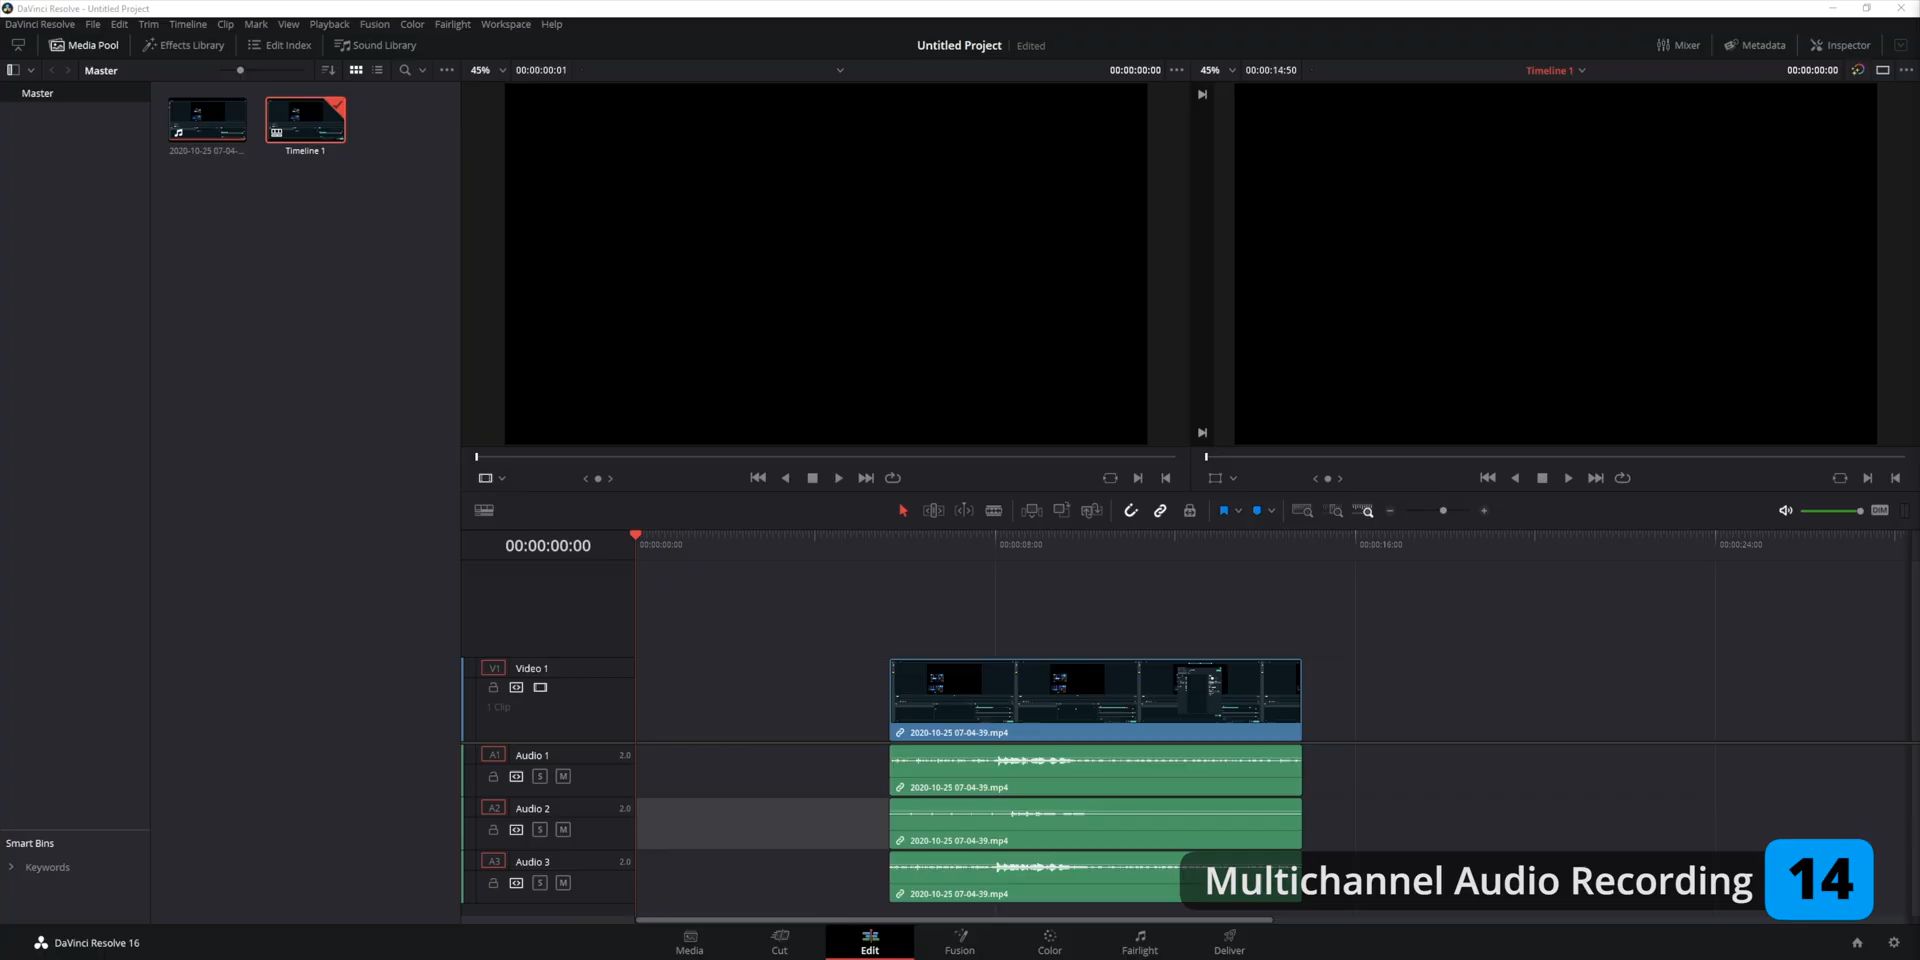 DaVinci Resolve - Untitled Project
DaVinci Resolve File Edit Trim Timeline Clip Mark View Playback Fusion Color Fairlight Workspace Help
Media Pool Effects Library Edit Index Sound Library Untitled Project Edited Mixer Metadata Inspector
Master 45% 00:00:00:01 00:00:00:00 45% 00:00:14:50 Timeline 1 00:00:00:00
Master
2020-10-25 07-04-... Timeline 1
DIM
00:00:00:00 00:00:00:00 00:00:08:00 00:00:16:00 00:00:24:00
V1 Video 1
1 Clip
2020-10-25 07-04-39.mp4
A1 Audio 1 2.0
S M
2020-10-25 07-04-39.mp4
A2 Audio 2 2.0
S M
2020-10-25 07-04-39.mp4
Smart Bins
A3 Audio 3 2.0
Keywords
S M
2020-10-25 07-04-39.mp4
Multichannel Audio Recording 14
DaVinci Resolve 16
Media Cut Edit Fusion Color Fairlight Deliver